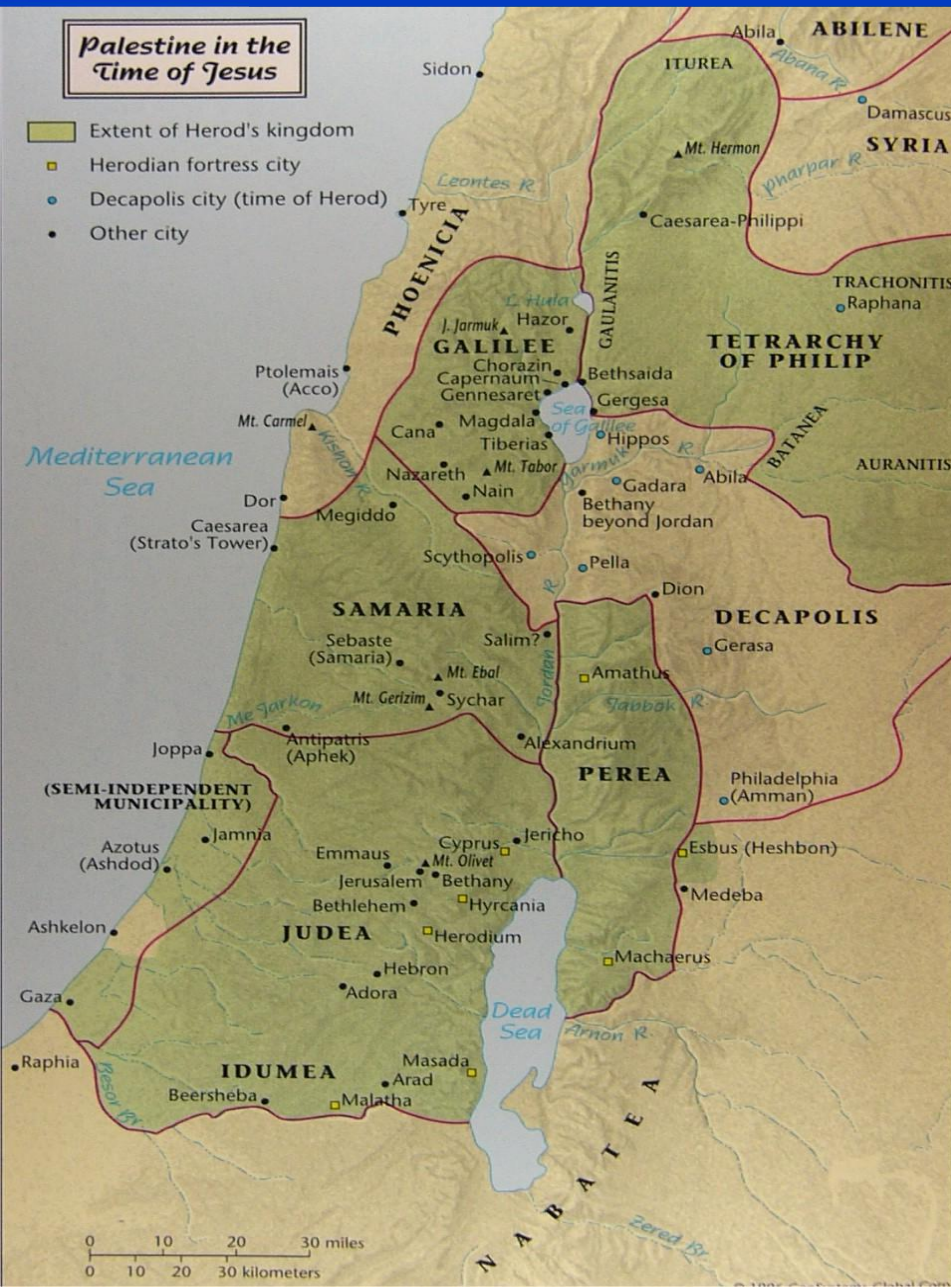 Palestine in the
Time of Jesus
Extent of Herod's kingdom
Herodian fortress city
Decapolis city (time of Herod)
Other city
Abila
ABILENE
ITUREA
Abana R
Sidon
Damascus
SYRIA
Mt. Hermon
Pharpar R
Leontes R
Tyre
Caesarea-Philippi
PHOENICIA
GAULANITIS
TRACHONITIS
Raphana
L. Hula
J. Jarmuk
Hazor
GALILEE
TETRARCHY
OF PHILIP
Chorazin
Capernaum
Bethsaida
Gennesaret
Gergesa
Ptolemais
(Acco)
Sea
of Galilee
Mt. Carmel
Magdala
Cana
Tiberias
Hippos
Kishon R
Yarmuk R
BATANEA
AURANITIS
Mediterranean
Sea
Nazareth
Mt. Tabor
Abila
Gadara
Nain
Bethany
beyond Jordan
Dor
Megiddo
Caesarea
(Strato's Tower)
Scythopolis
Pella
Dion
SAMARIA
DECAPOLIS
Salim?
Sebaste
(Samaria)
Gerasa
Jordan R
Mt. Ebal
Amathus
Mt. Gerizim
Sychar
Jabbok R
Me Jarkon
Antipatris
(Aphek)
Alexandrium
Joppa
PEREA
(SEMI-INDEPENDENT
MUNICIPALITY)
Philadelphia
(Amman)
Jamnia
Jericho
Cyprus
Esbus (Heshbon)
Azotus
(Ashdod)
Emmaus
Mt. Olivet
Jerusalem
Bethany
Medeba
Bethlehem
Hyrcania
Ashkelon
JUDEA
Herodium
Machaerus
Hebron
Adora
Gaza
Dead
Sea
Arnon R
Raphia
Besor Br
IDUMEA
Masada
Arad
Beersheba
Malatha
NABATEA
Zered Br
0 10 20 30 miles
0 10 20 30 kilometers